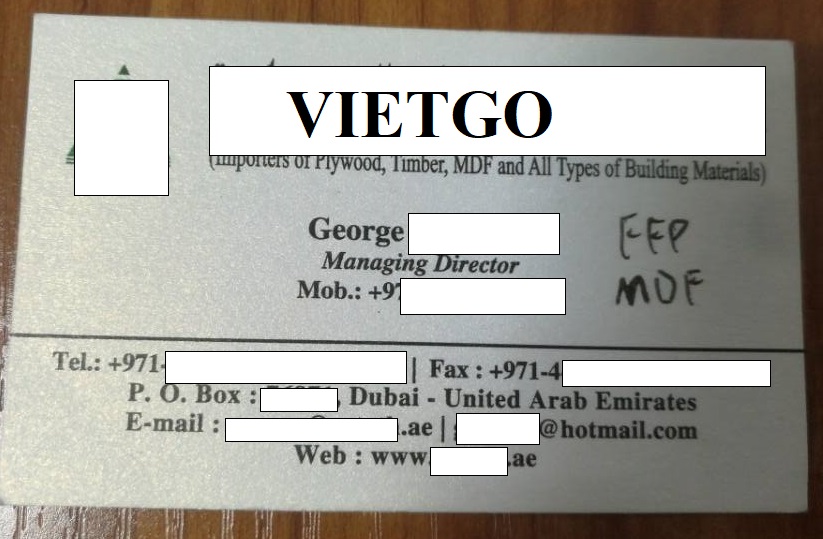 VIETGO
(Importers of Plywood, Timber, MDF and All Types of Building Materials)
George
FFP
Managing Director
MDF
Mob.: +97
Tel.: +971- | Fax : +971-4
P. O. Box : , Dubai - United Arab Emirates
E-mail : .ae | @hotmail.com
Web : www. .ae